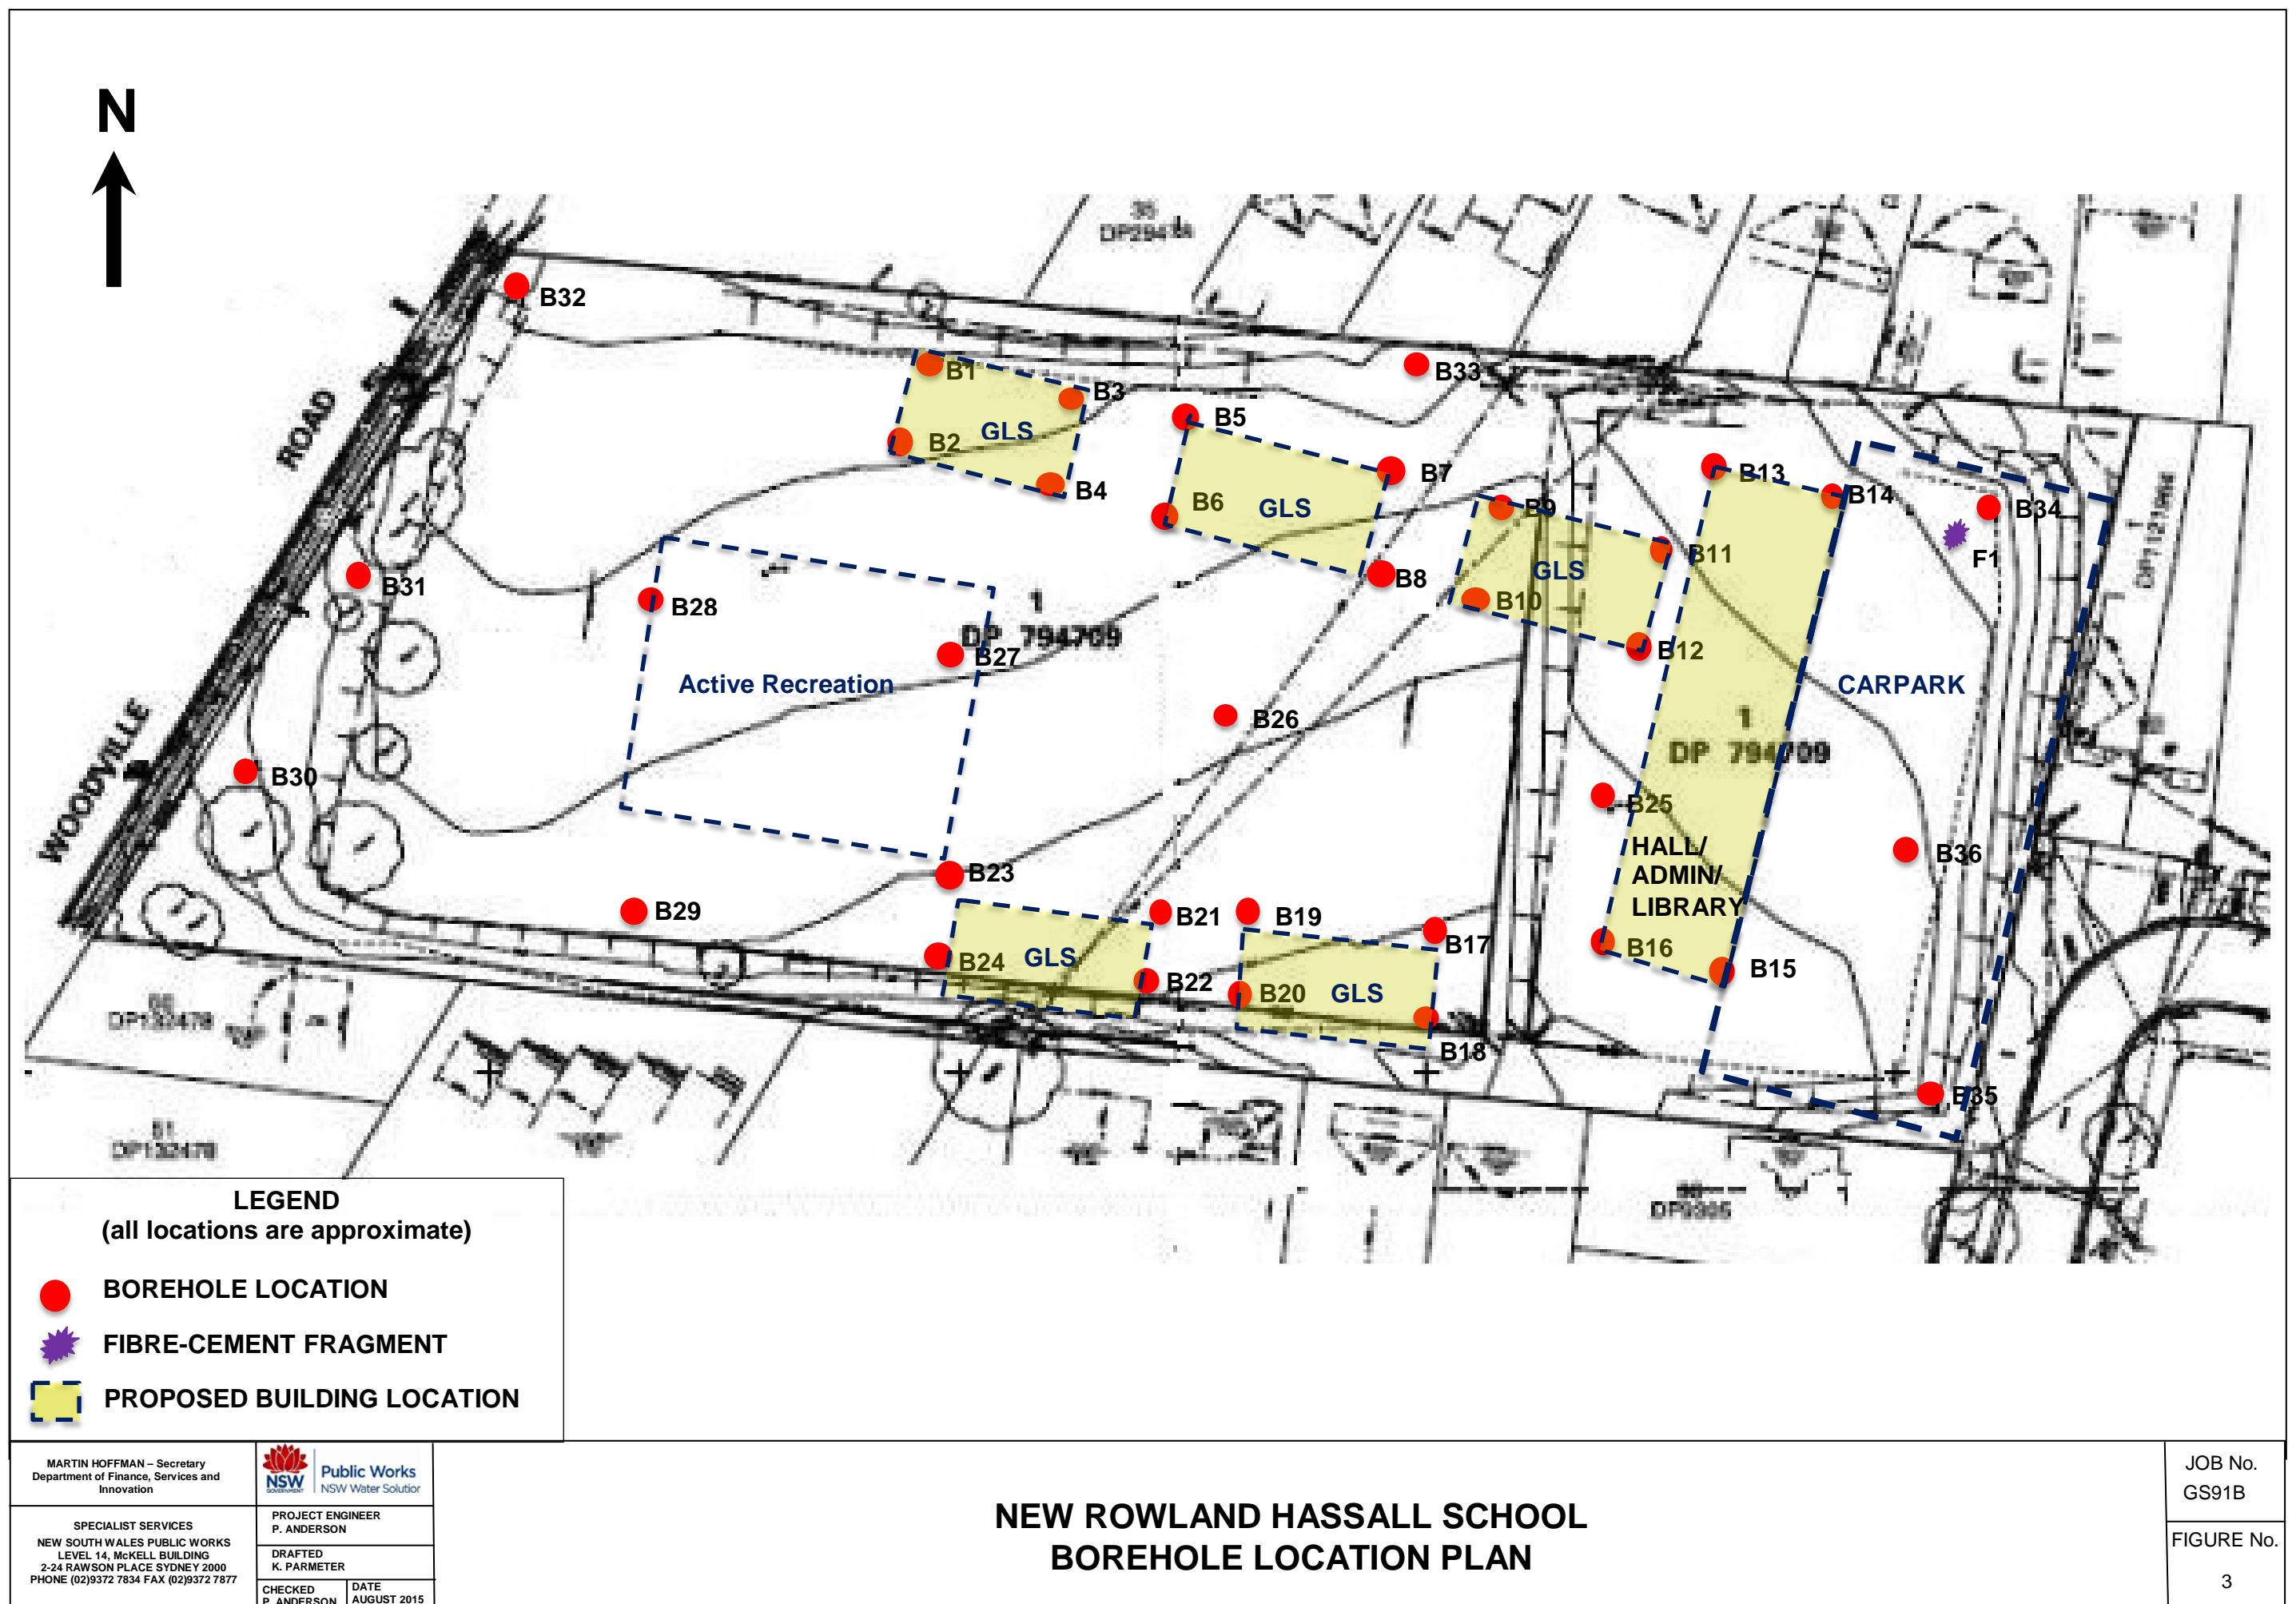 N
35
B32
ROAD
B1
B3
B33
GLS
B2
B5
B4
B7
B13
B14
B6
GLS
B9
B34
F1
B11
B31
B8
GLS
B28
B10
1
DP 794709
B12
B27
Active Recreation
CARPARK
B26
1
DP 794709
WOODVILLE
B30
B25
HALL/
ADMIN/
LIBRARY
B36
B23
B29
B21
B19
B17
B24
GLS
B22
B16
B15
B20
GLS
B18
B35
DP132478
51
DP132478
LEGEND
(all locations are approximate)
BOREHOLE LOCATION
FIBRE-CEMENT FRAGMENT
PROPOSED BUILDING LOCATION
MARTIN HOFFMAN – Secretary
Department of Finance, Services and
Innovation
NSW
GOVERNMENT
Public Works
NSW Water Solutior
SPECIALIST SERVICES
NEW SOUTH WALES PUBLIC WORKS
LEVEL 14, McKELL BUILDING
2-24 RAWSON PLACE SYDNEY 2000
PHONE (02)9372 7834 FAX (02)9372 7877
PROJECT ENGINEER
P. ANDERSON
DRAFTED
K. PARMETER
CHECKED
P. ANDERSON
DATE
AUGUST 2015
NEW ROWLAND HASSALL SCHOOL
BOREHOLE LOCATION PLAN
JOB No.
GS91B
FIGURE No.
3